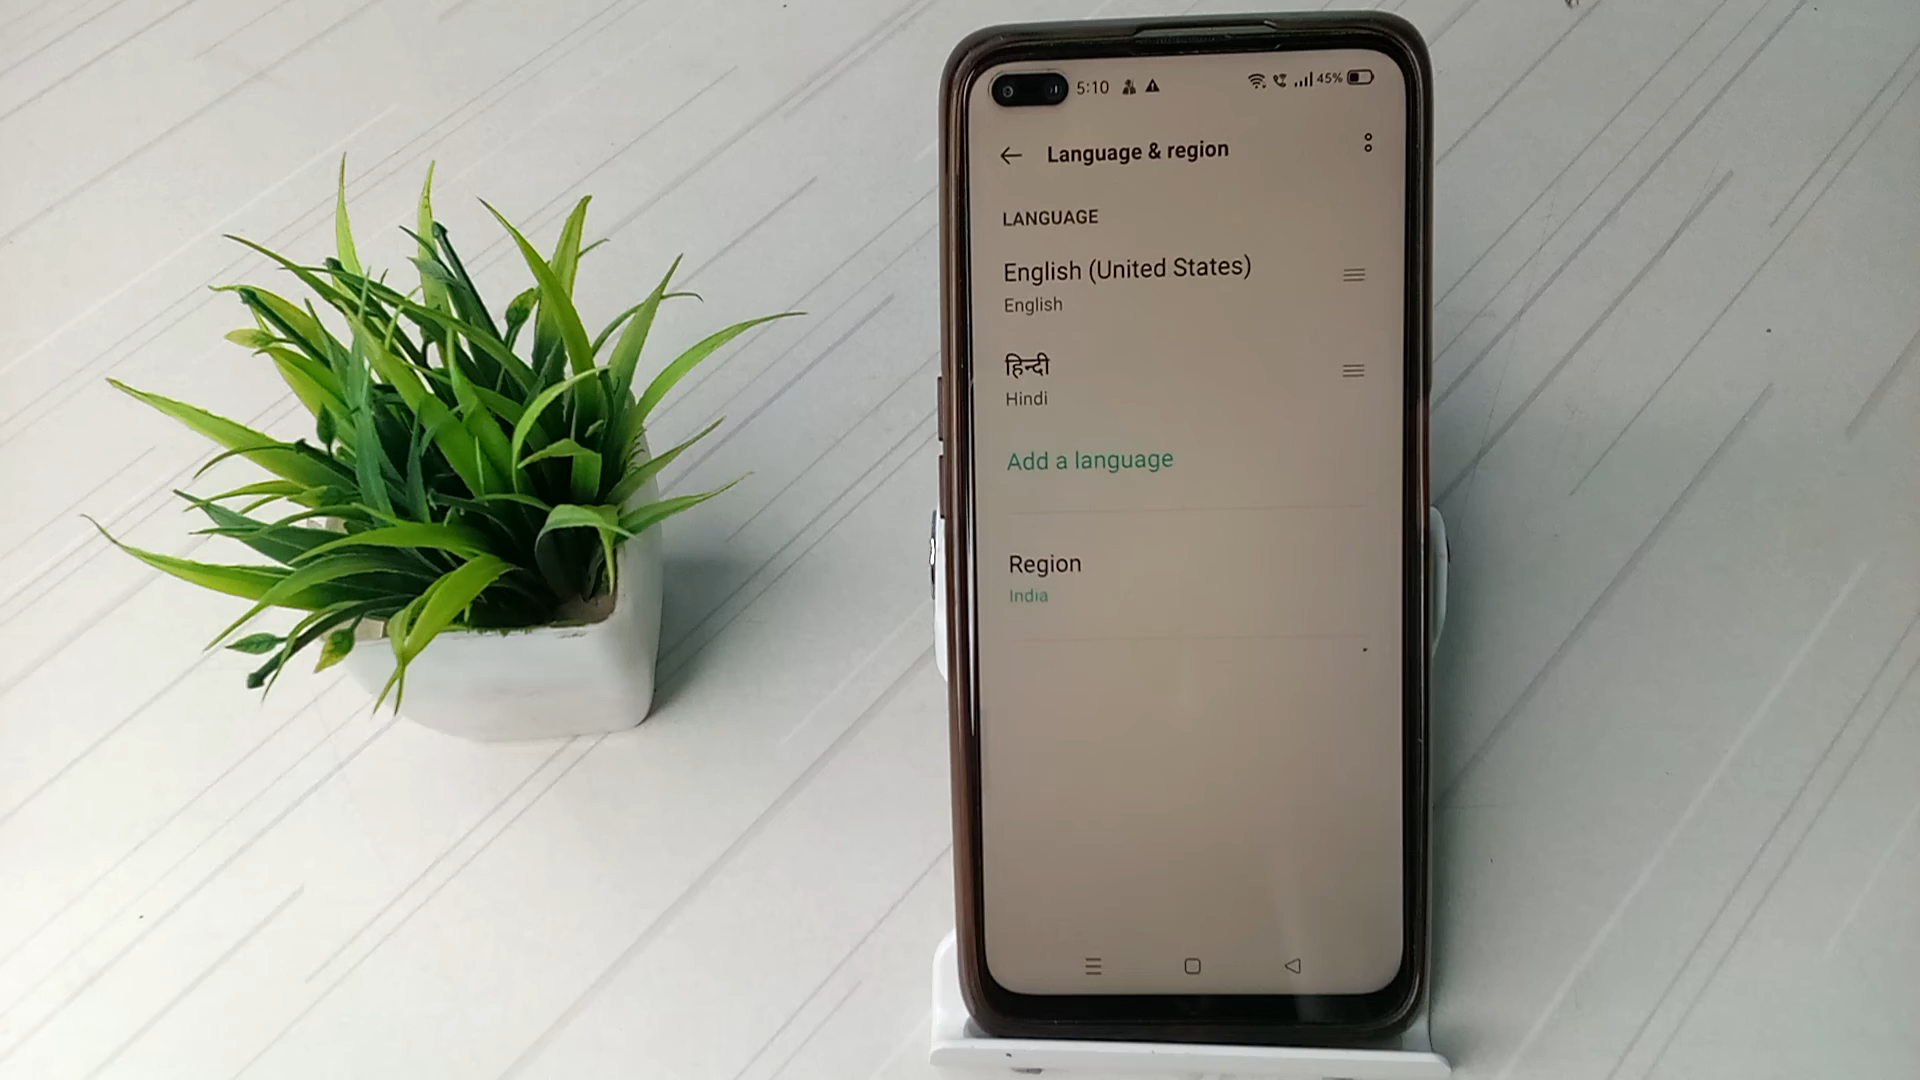 5:10
45%
Language & region
LANGUAGE
English (United States)
English
हिन्दी
Hindi
Add a language
Region
India